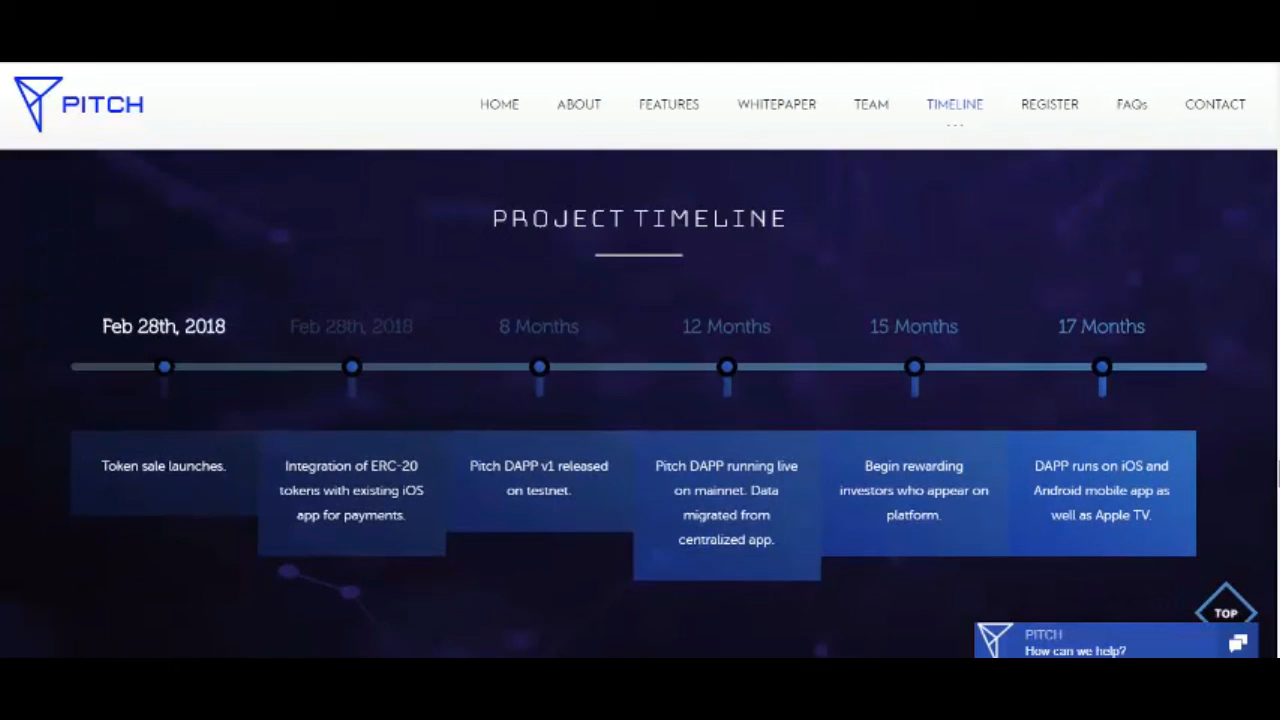 PITCH
HOME ABOUT FEATURES WHITEPAPER TEAM TIMELINE REGISTER FAQs CONTACT
PROJECT TIMELINE
Feb 28th, 2018 Feb 28th, 2018 8 Months 12 Months 15 Months 17 Months
Token sale launches.
Integration of ERC-20
tokens with existing iOS
app for payments.
Pitch DAPP v1 released
on testnet.
Pitch DAPP running live
on mainnet. Data
migrated from
centralized app.
Begin rewarding
investors who appear on
platform.
DAPP runs on iOS and
Android mobile app as
well as Apple TV.
TOP
PITCH
How can we help?